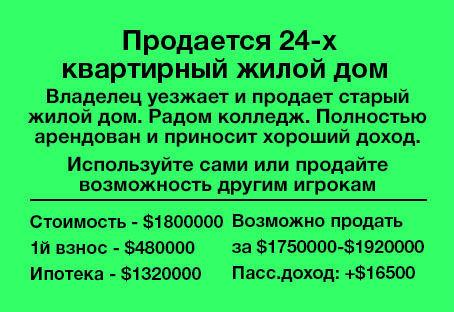 Продается 24-х
квартирный жилой дом
Владелец уезжает и продает старый
жилой дом. Радом колледж. Полностью
арендован и приносит хороший доход.
Используйте сами или продайте
возможность другим игрокам
Стоимость - $1800000
1й взнос - $480000
Ипотека - $1320000
Возможно продать
за $1750000-$1920000
Пасс.доход: +$16500